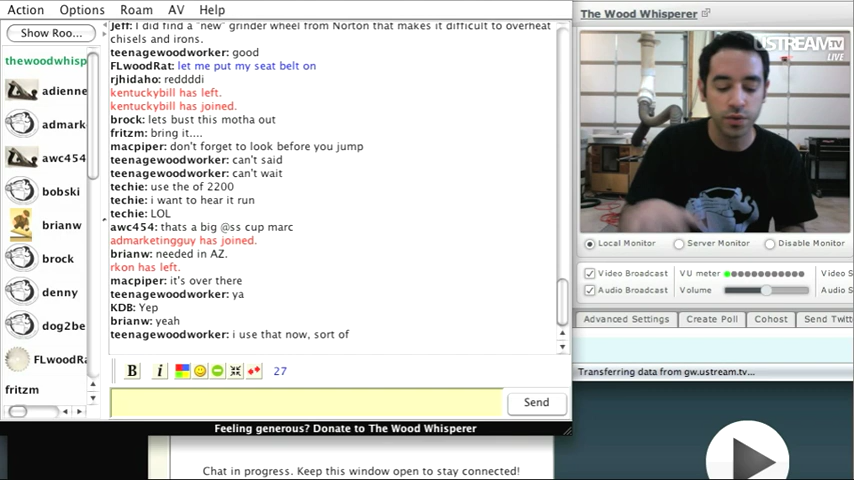 Action Options Roam AV Help
Show Roo...
The Wood Whisperer
USTREAM TV
LIVE
thewoodwhisp
adienne
admark
awc454
bobski
brianw
brock
denny
dog2be
FLwoodRa
fritzm
Jeff: I did find a "new" grinder wheel from Norton that makes it difficult to overheat
chisels and irons.
teenagewoodworker: good
FLwoodRat: let me put my seat belt on
rjhidaho: reddddi
kentuckybill has left.
kentuckybill has joined.
brock: lets bust this motha out
fritzm: bring it....
macpiper: don't forget to look before you jump
teenagewoodworker: can't said
teenagewoodworker: can't wait
techie: use the of 2200
techie: i want to hear it run
techie: LOL
awc454: thats a big @ss cup marc
admarketingguy has joined.
brianw: needed in AZ.
rkon has left.
macpiper: it's over there
teenagewoodworker: ya
KDB: Yep
brianw: yeah
teenagewoodworker: i use that now, sort of
B i 27
Send
Feeling generous? Donate to The Wood Whisperer
Chat in progress. Keep this window open to stay connected!
Local Monitor Server Monitor Disable Monitor
Video Broadcast VU meter Video S
Audio Broadcast Volume Video
Advanced Settings Create Poll Cohost Send Twitt
Transferring data from gw.ustream.tv...